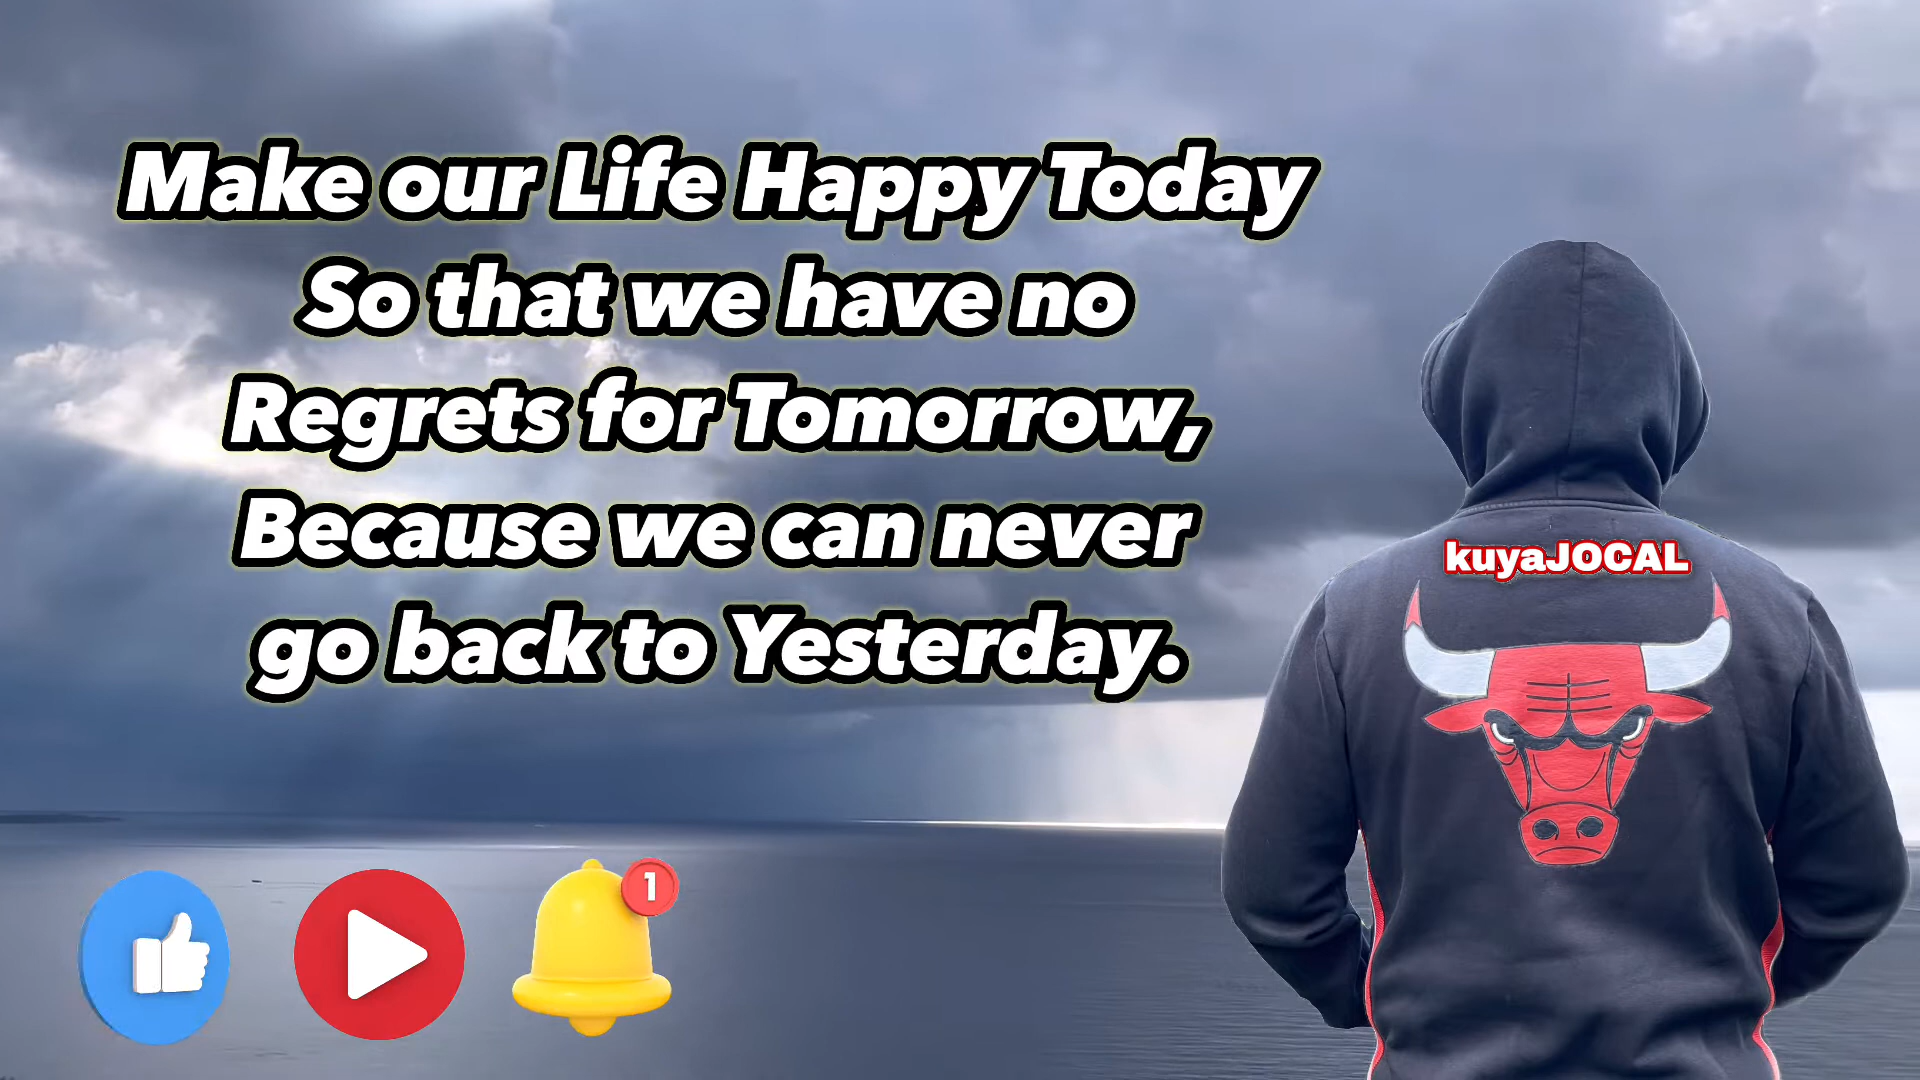 Make our Life Happy Today
So that we have no
Regrets for Tomorrow,
Because we can never
go back to Yesterday.
kuyaJOCAL
1